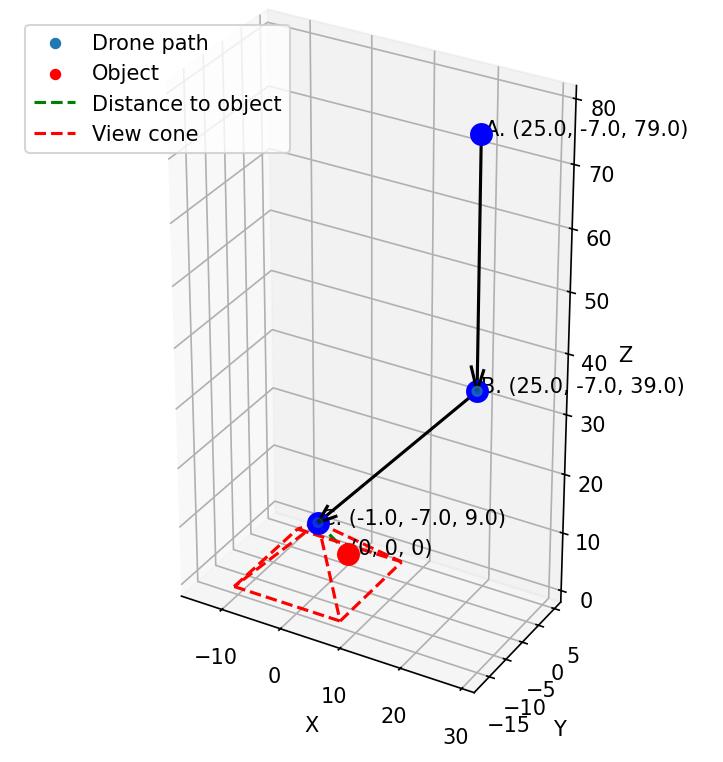 Drone path
Object
Distance to object
View cone
A. (25.0, -7.0, 79.0)
B. (25.0, -7.0, 39.0)
(-1.0, -7.0, 9.0)
(0, 0, 0)
80
70
60
50
40
30
20
10
0
Z
−10
0
10
20
30
X
5
0
−5
−10
−15
Y